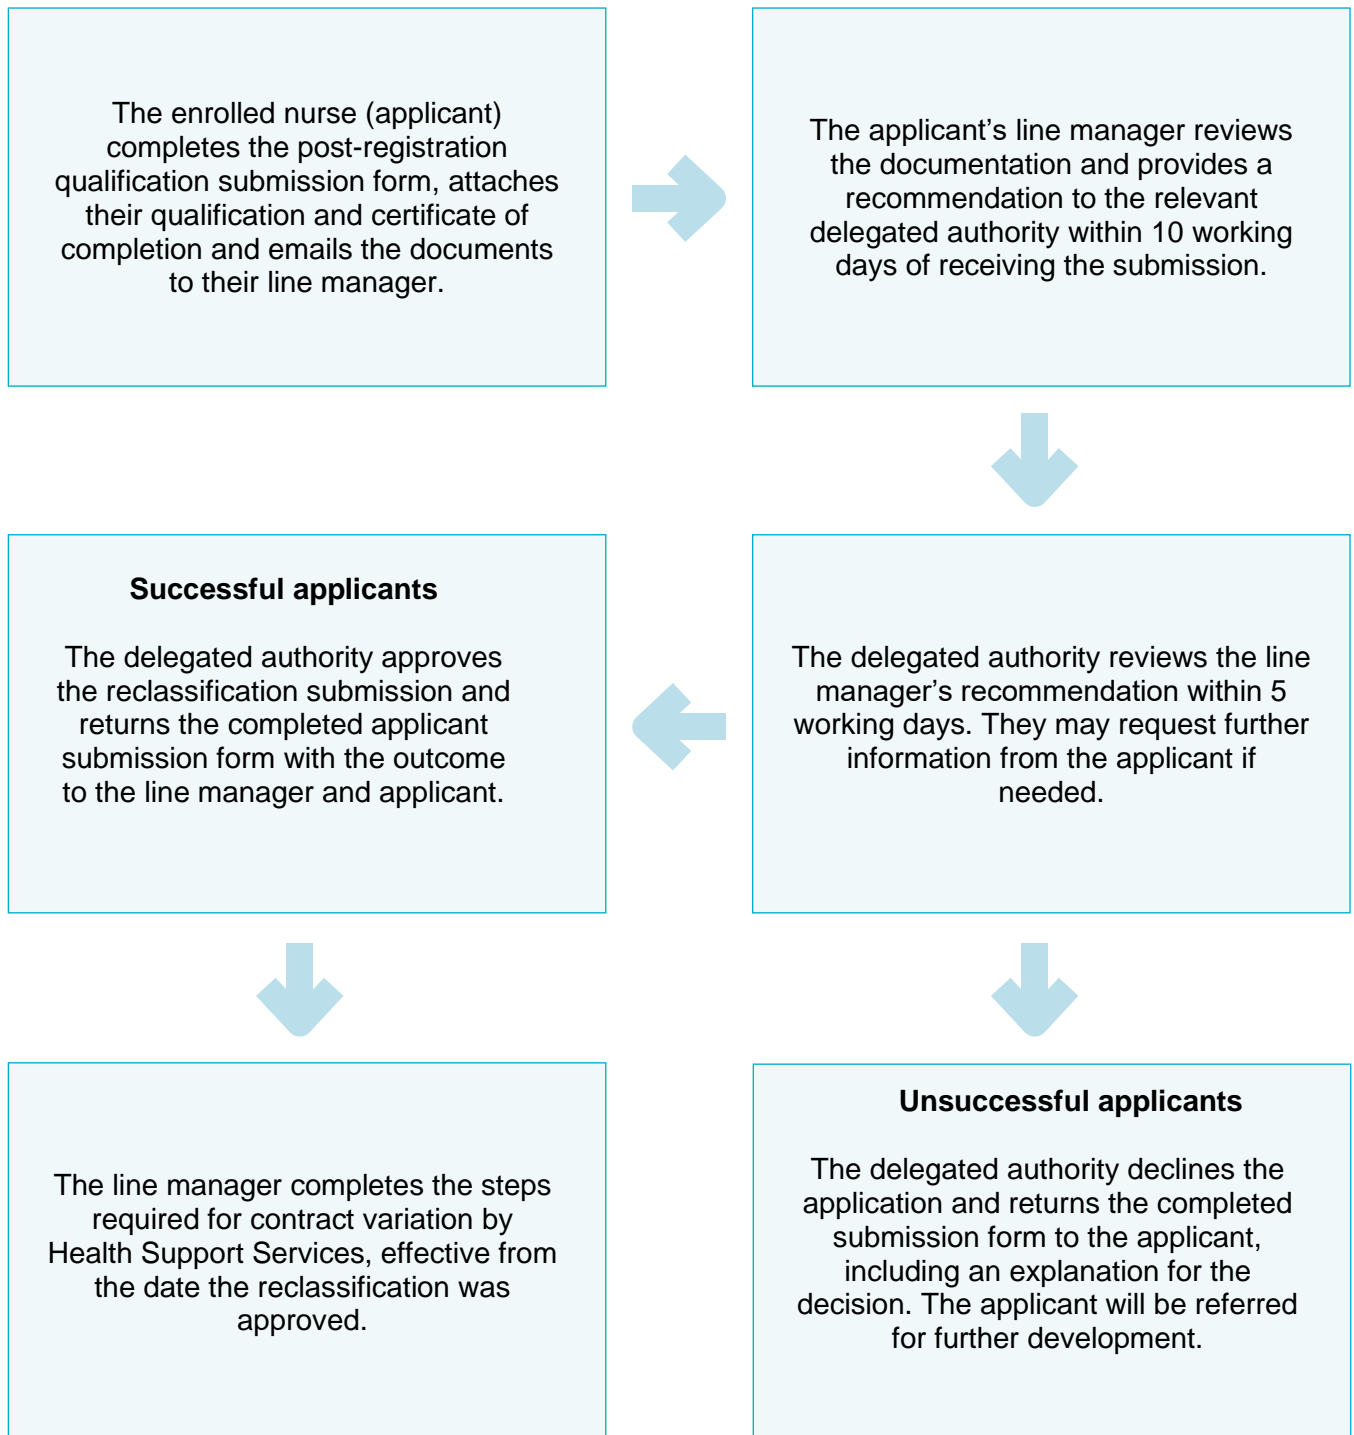 The enrolled nurse (applicant)
completes the post-registration
qualification submission form, attaches
their qualification and certificate of
completion and emails the documents
to their line manager.
The applicant’s line manager reviews
the documentation and provides a
recommendation to the relevant
delegated authority within 10 working
days of receiving the submission.
The delegated authority reviews the line
manager’s recommendation within 5
working days. They may request further
information from the applicant if
needed.
Successful applicants
The delegated authority approves
the reclassification submission and
returns the completed applicant
submission form with the outcome
to the line manager and applicant.
The line manager completes the steps
required for contract variation by
Health Support Services, effective from
the date the reclassification was
approved.
Unsuccessful applicants
The delegated authority declines the
application and returns the completed
submission form to the applicant,
including an explanation for the
decision. The applicant will be referred
for further development.